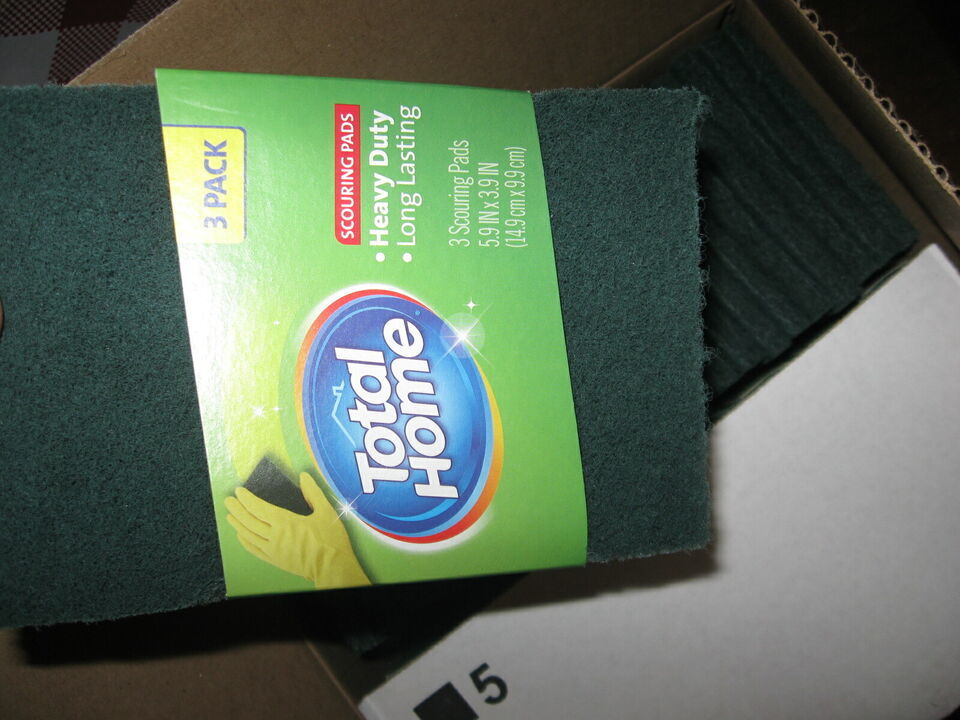 3 PACK
SCOURING PADS
• Heavy Duty
• Long Lasting
3 Scouring Pads
5.9 IN x 3.9 IN
(14.9 cm x 9.9 cm)
Total
Home
5